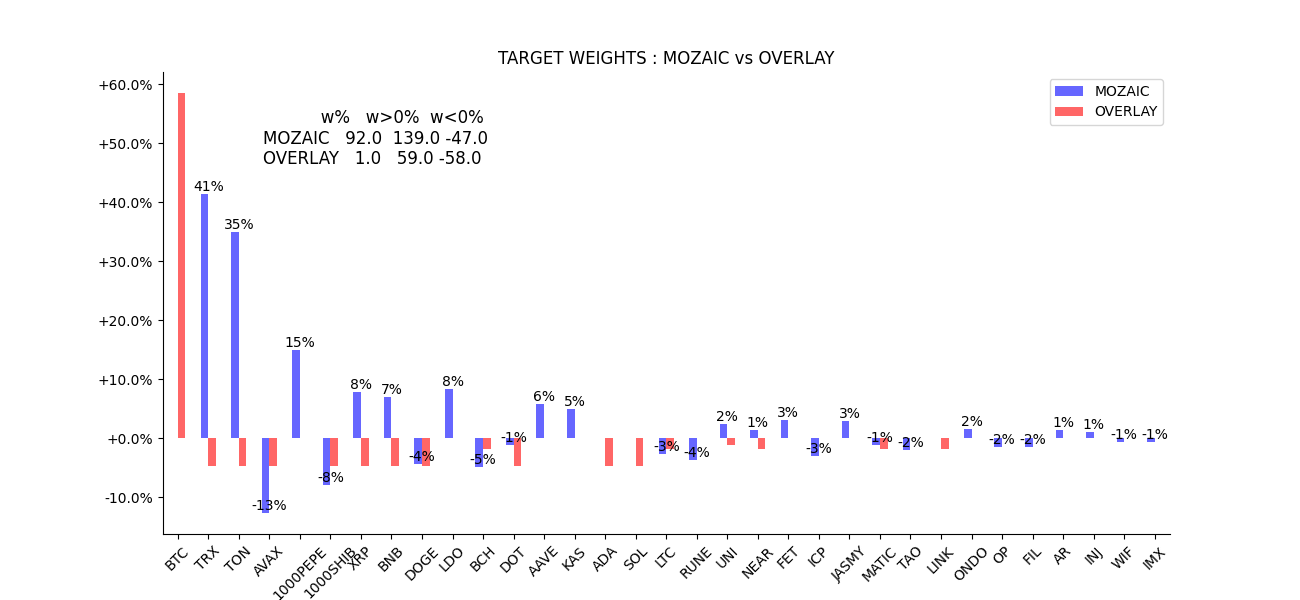 TARGET WEIGHTS : MOZAIC vs OVERLAY
+60.0%
+50.0%
+40.0%
+30.0%
+20.0%
+10.0%
+0.0%
-10.0%
MOZAIC
OVERLAY
w% w>0% w<0%
MOZAIC 92.0 139.0 -47.0
OVERLAY 1.0 59.0 -58.0
41%
35%
-13%
15%
-8%
8%
7%
-4%
8%
-5%
-1%
6%
5%
-3%
-4%
2%
1%
3%
-3%
3%
-1%
-2%
2%
-2%
-2%
1%
1%
-1%
-1%
BTC
TRX
TON
AVAX
1000PEPE
1000SHIB
XRP
BNB
DOGE
LDO
BCH
DOT
AAVE
KAS
ADA
SOL
LTC
RUNE
UNI
NEAR
FET
ICP
JASMY
MATIC
TAO
LINK
ONDO
OP
FIL
AR
INJ
WIF
IMX